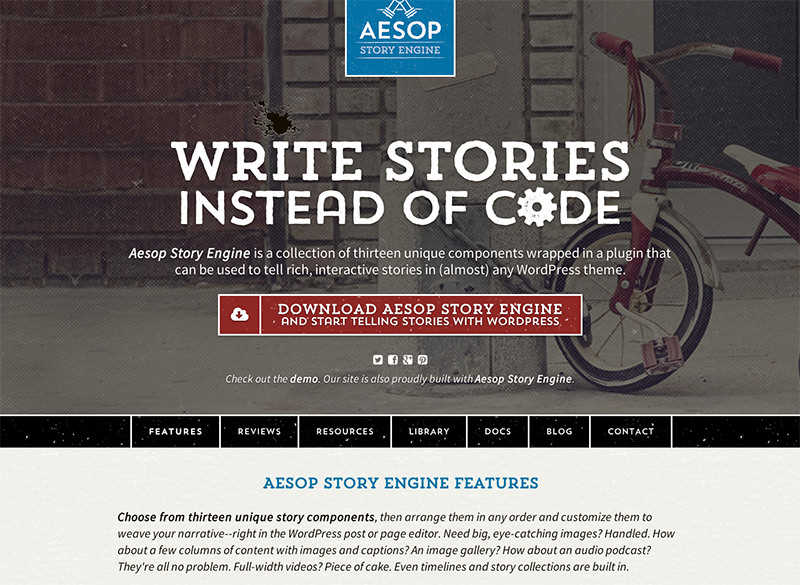 AESOP
STORY ENGINE
WRITE STORIES
INSTEAD OF CODE
Aesop Story Engine is a collection of thirteen unique components wrapped in a plugin that
can be used to tell rich, interactive stories in (almost) any WordPress theme.
DOWNLOAD AESOP STORY ENGINE
AND START TELLING STORIES WITH WORDPRESS
Check out the demo. Our site is also proudly built with Aesop Story Engine.
FEATURES
REVIEWS
RESOURCES
LIBRARY
DOCS
BLOG
CONTACT
AESOP STORY ENGINE FEATURES
Choose from thirteen unique story components, then arrange them in any order and customize them to
weave your narrative--right in the WordPress post or page editor. Need big, eye-catching images? Handled. How
about a few columns of content with images and captions? An image gallery? How about an audio podcast?
They're all no problem. Full-width videos? Piece of cake. Even timelines and story collections are built in.